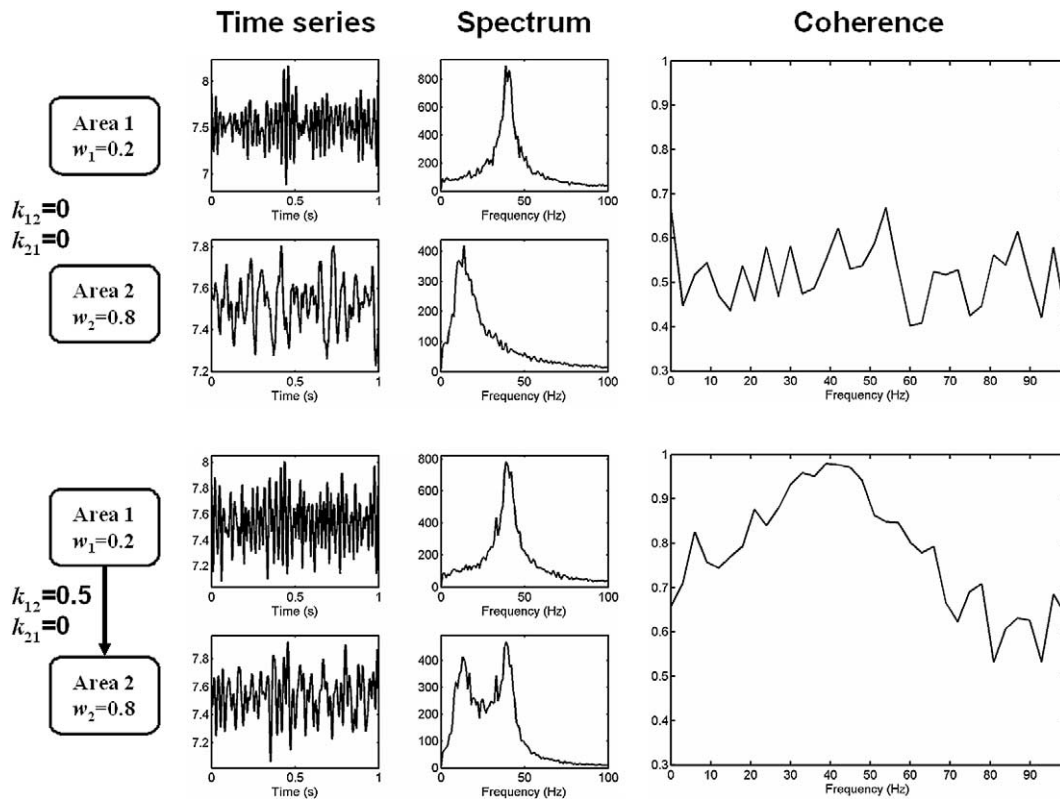 Time series Spectrum Coherence
Area 1
w1=0.2
k12=0
k21=0
Area 2
w2=0.8
8
7.5
7
0 0.5 1
Time (s)
800
600
400
200
0
0 50 100
Frequency (Hz)
7.8
7.6
7.4
7.2
0 0.5 1
Time (s)
400
300
200
100
0
0 50 100
Frequency (Hz)
1
0.9
0.8
0.7
0.6
0.5
0.4
0.3
0 10 20 30 40 50 60 70 80 90
Frequency (Hz)
Area 1
w1=0.2
k12=0.5
k21=0
Area 2
w2=0.8
8
7.8
7.6
7.4
7.2
0 0.5 1
Time (s)
800
600
400
200
0
0 50 100
Frequency (Hz)
7.8
7.6
7.4
7.2
0 0.5 1
Time (s)
400
300
200
100
0
0 50 100
Frequency (Hz)
1
0.9
0.8
0.7
0.6
0.5
0.4
0.3
0 10 20 30 40 50 60 70 80 90
Frequency (Hz)